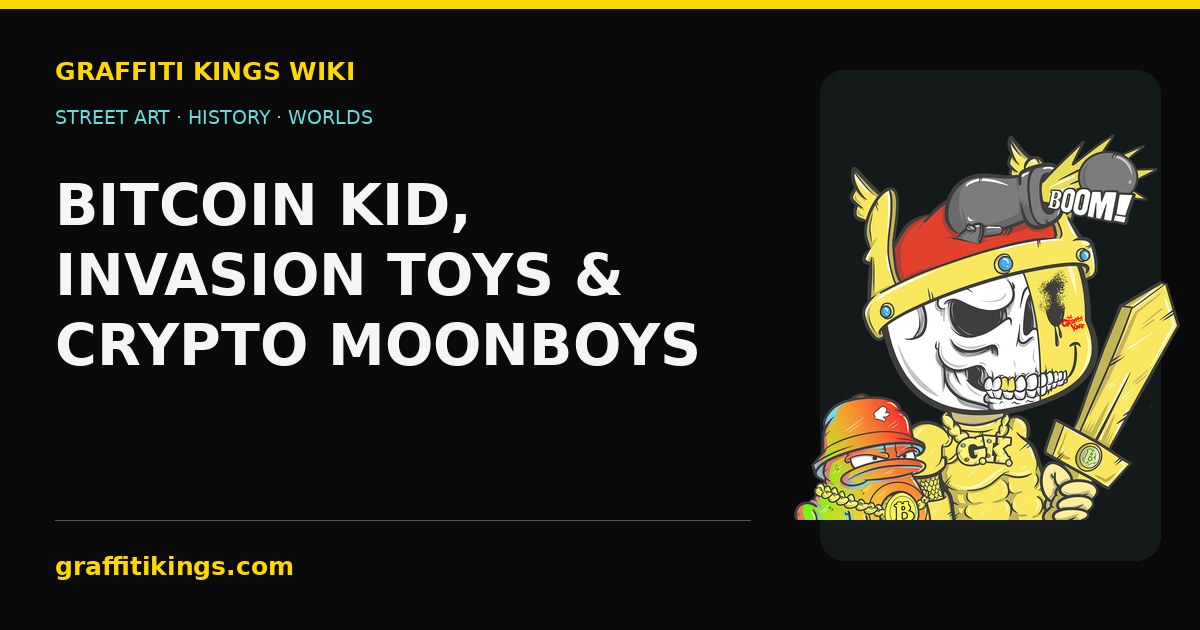 GRAFFITI KINGS WIKI
STREET ART · HISTORY · WORLDS
BITCOIN KID,
INVASION TOYS &
CRYPTO MOONBOYS
graffitikings.com
BOOM!
GK